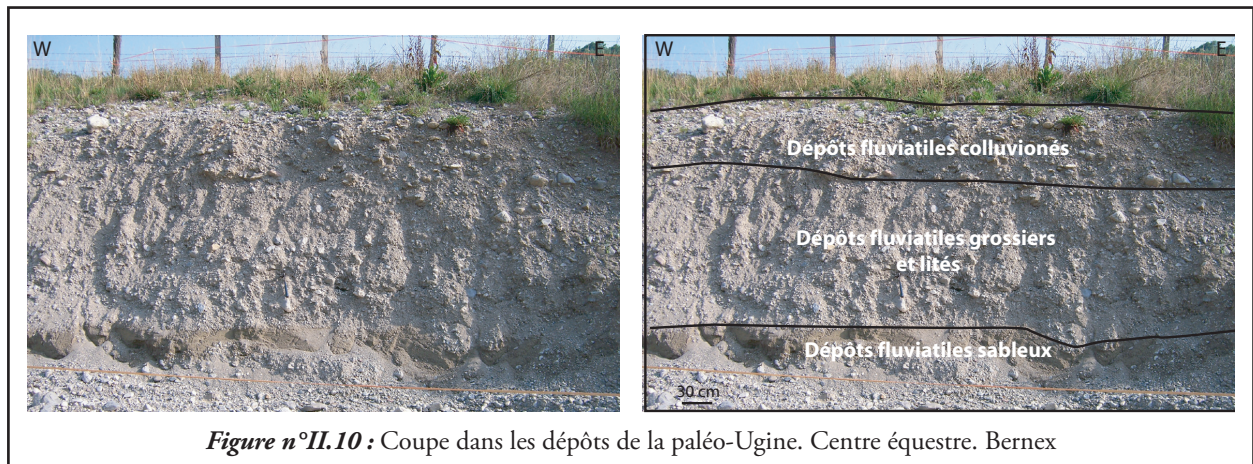 W
E
W
E
Dépôts fluviatiles colluvionés
Dépôts fluviatiles grossiers
et lités
Dépôts fluviatiles sableux
30 cm
Figure n°II.10 : Coupe dans les dépôts de la paléo-Ugine. Centre équestre. Bernex